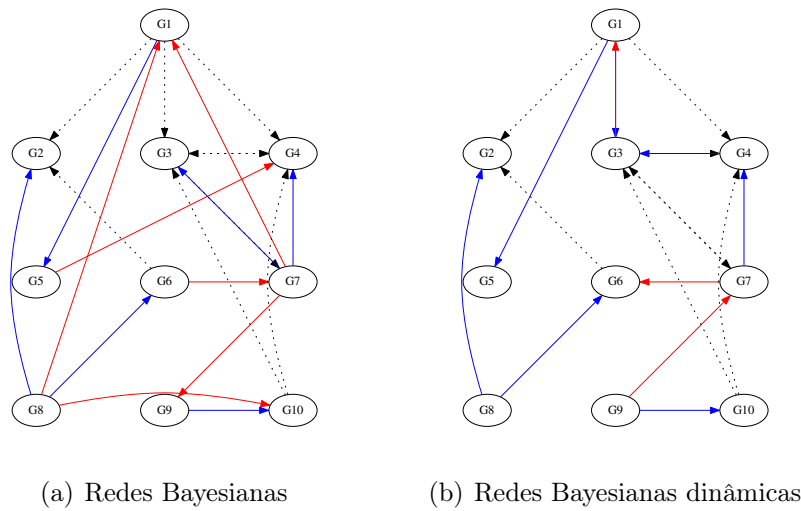 G1 G1
G2 G3 G4 G2 G3 G4
G5 G6 G7 G5 G6 G7
G8 G9 G10 G8 G9 G10
(a) Redes Bayesianas (b) Redes Bayesianas dinâmicas